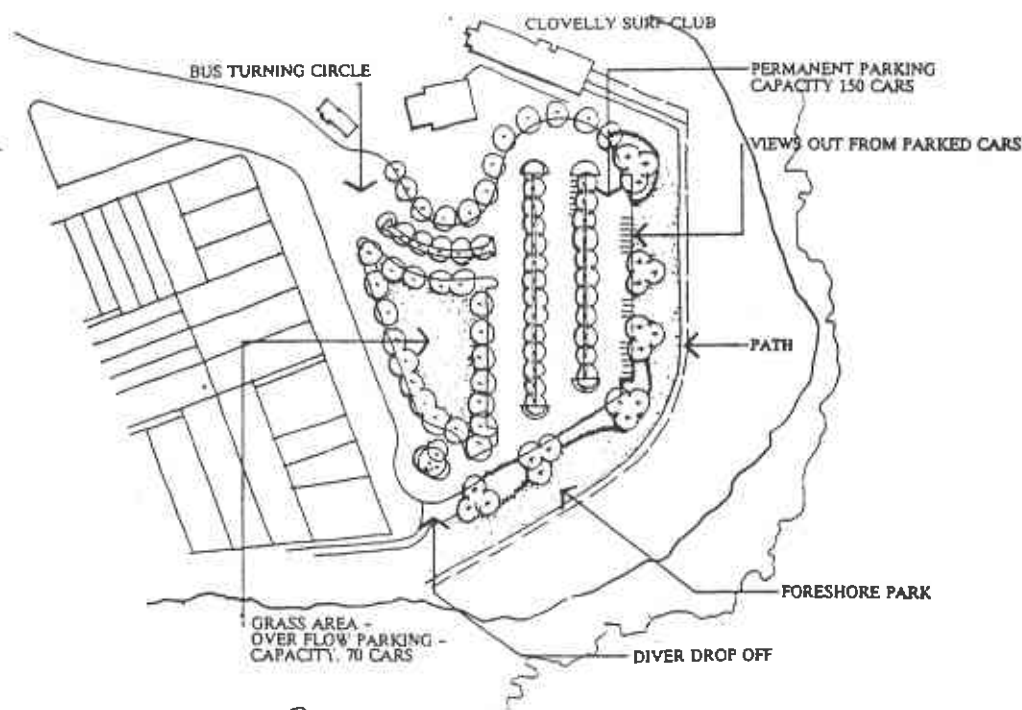 CLOVELLY SURF CLUB
BUS TURNING CIRCLE
PERMANENT PARKING
CAPACITY 150 CARS
VIEWS OUT FROM PARKED CARS
PATH
FORESHORE PARK
GRASS AREA -
OVER FLOW PARKING -
CAPACITY, 70 CARS
DIVER DROP OFF